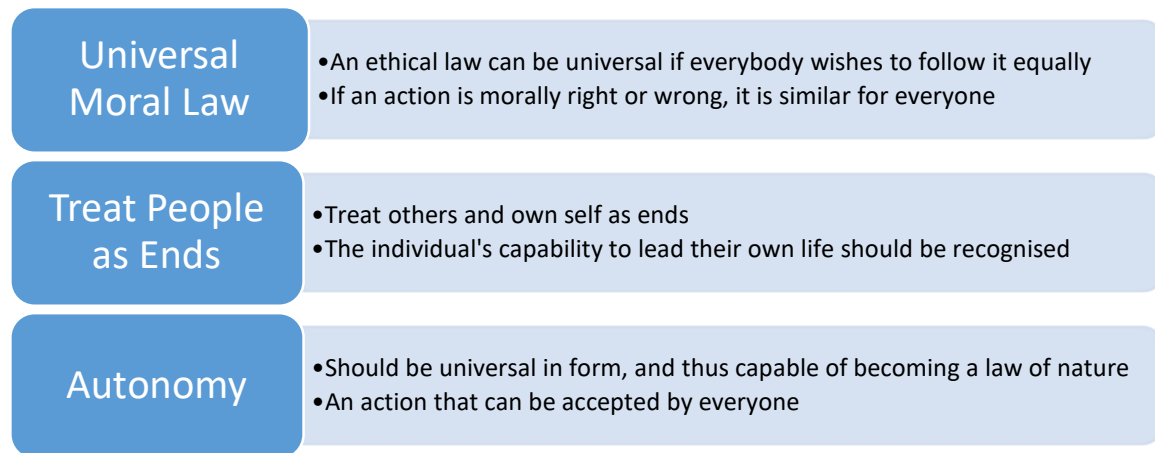 Universal
Moral Law
•An ethical law can be universal if everybody wishes to follow it equally
•If an action is morally right or wrong, it is similar for everyone
Treat People
as Ends
•Treat others and own self as ends
•The individual's capability to lead their own life should be recognised
Autonomy
•Should be universal in form, and thus capable of becoming a law of nature
•An action that can be accepted by everyone